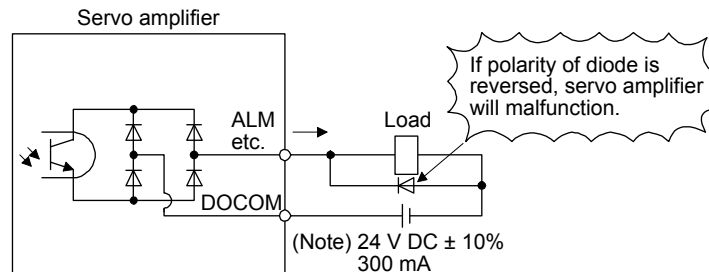 Servo amplifier
If polarity of diode is
reversed, servo amplifier
will malfunction.
ALM
etc.
Load
DOCOM
(Note) 24 V DC ± 10%
300 mA